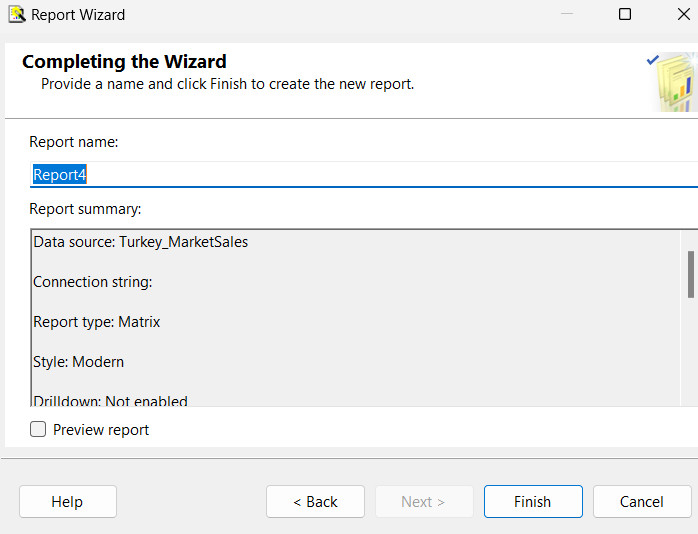 Report Wizard
Completing the Wizard
Provide a name and click Finish to create the new report.
Report name:
Report4
Report summary:
Data source: Turkey_MarketSales
Connection string:
Report type: Matrix
Style: Modern
Drilldown: Not enabled
Preview report
Help
< Back
Next >
Finish
Cancel